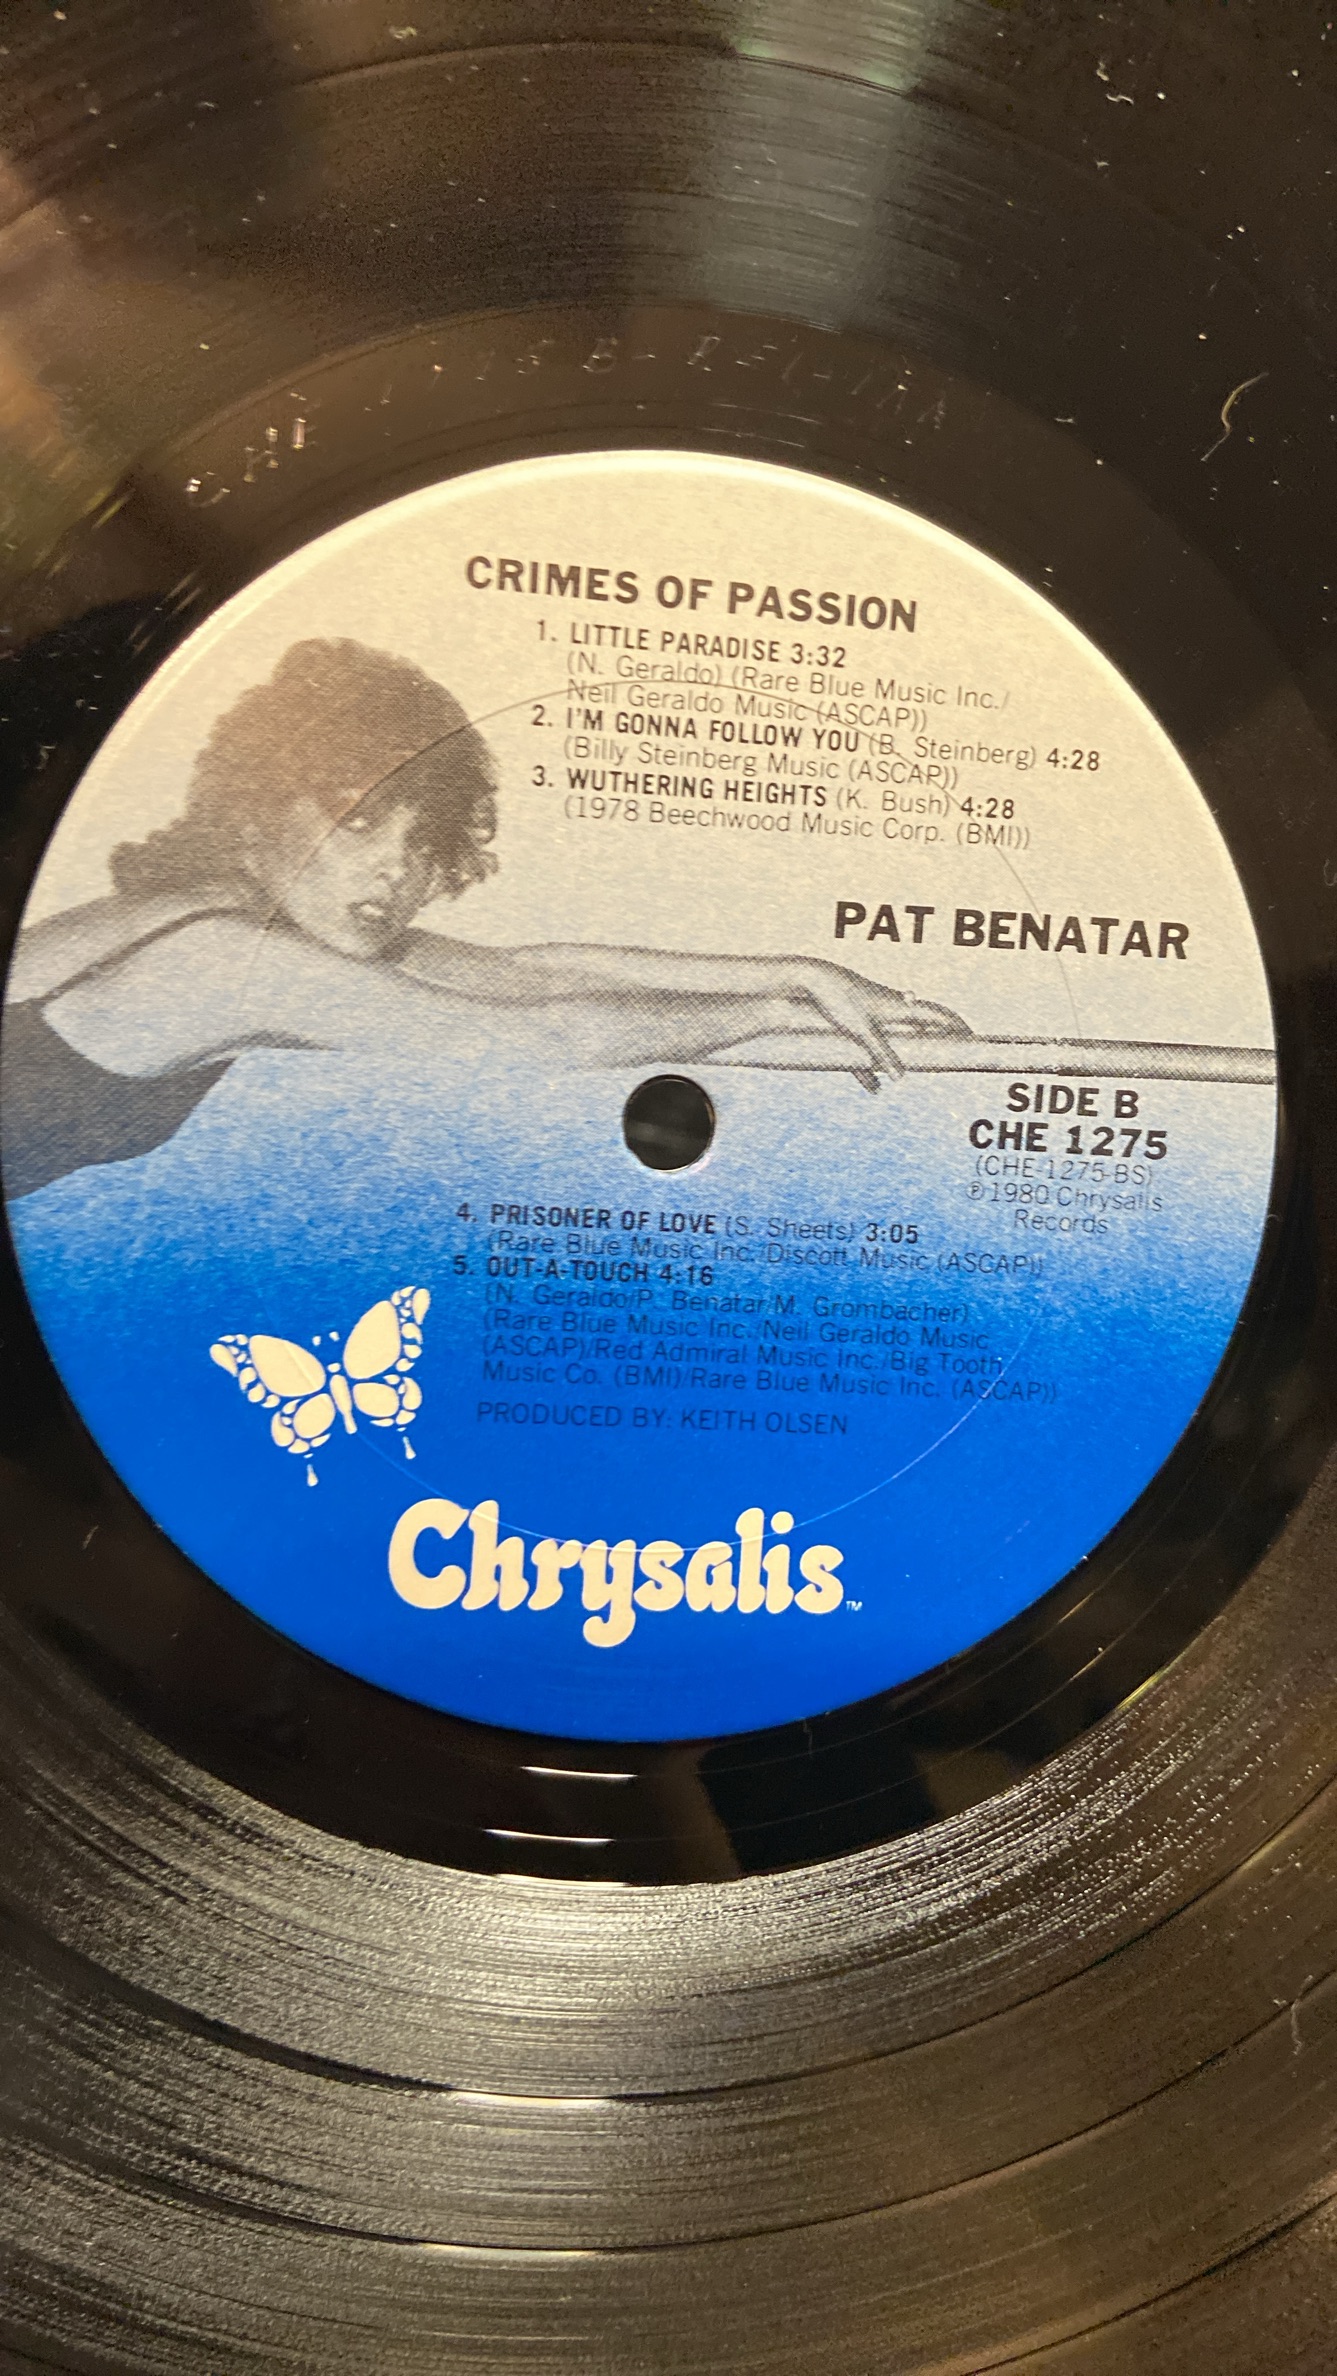 CRIMES OF PASSION
1. LITTLE PARADISE 3:32
(N. Geraldo) (Rare Blue Music Inc./
Neil Geraldo Music (ASCAP))
2. I'M GONNA FOLLOW YOU (B. Steinberg) 4:28
(Billy Steinberg Music (ASCAP))
3. WUTHERING HEIGHTS (K. Bush) 4:28
(1978 Beechwood Music Corp. (BMI))
PAT BENATAR
SIDE B
CHE 1275
(CHE-1275-BS)
℗1980 Chrysalis
Records
4. PRISONER OF LOVE (S. Sheets) 3:05
(Rare Blue Music Inc./Discott Music (ASCAP))
5. OUT-A-TOUCH 4:16
(N. Geraldo/P. Benatar/M. Grombacher)
(Rare Blue Music Inc./Neil Geraldo Music
(ASCAP)/Red Admiral Music Inc./Big Tooth
Music Co. (BMI)/Rare Blue Music Inc. (ASCAP))
PRODUCED BY: KEITH OLSEN
Chrysalis TM